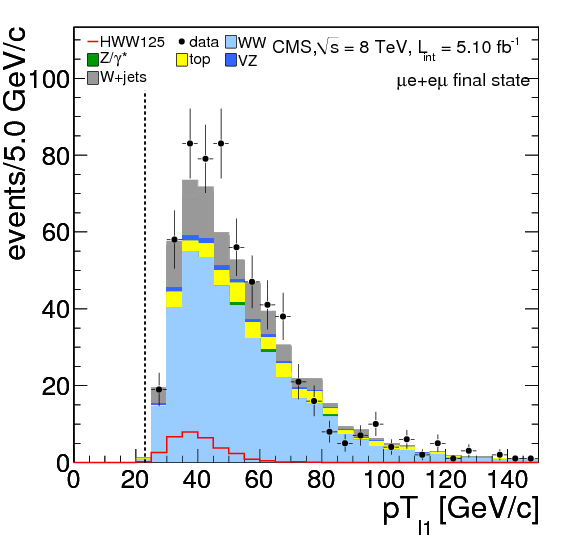 HWW125 data WW CMS,√s = 8 TeV, L_int = 5.10 fb⁻¹
Z/γ* top VZ
W+jets μe+eμ final state
events/5.0 GeV/c
100
80
60
40
20
0
0 20 40 60 80 100 120 140
pT_l1 [GeV/c]